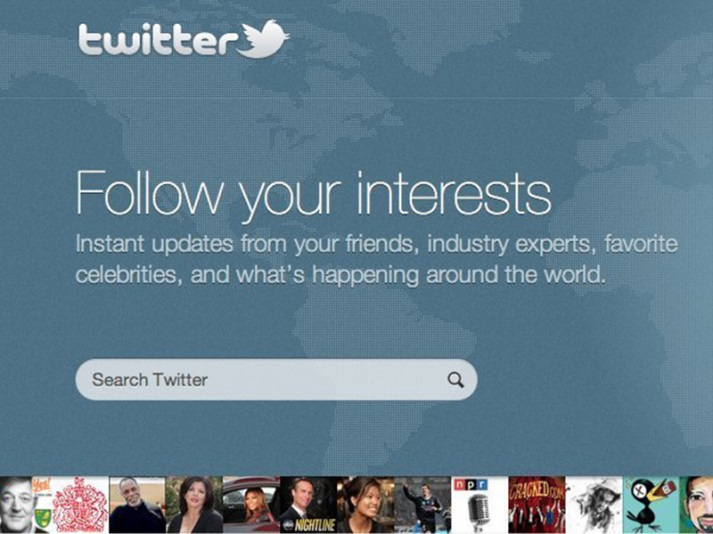 twitter
Follow your interests
Instant updates from your friends, industry experts, favorite
celebrities, and what's happening around the world.
Search Twitter
NIGHTLINE
npr
CRACKED.COM